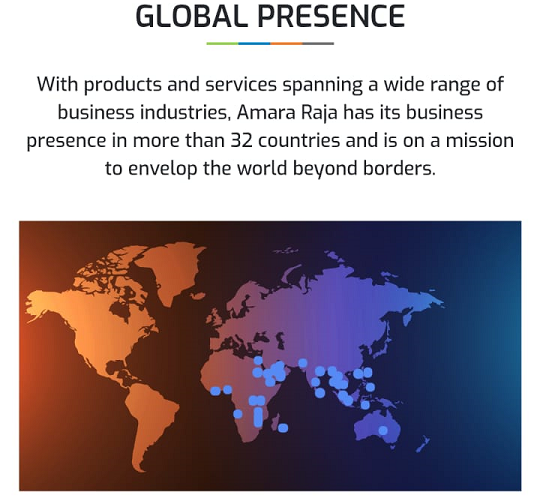 GLOBAL PRESENCE
With products and services spanning a wide range of
business industries, Amara Raja has its business
presence in more than 32 countries and is on a mission
to envelop the world beyond borders.